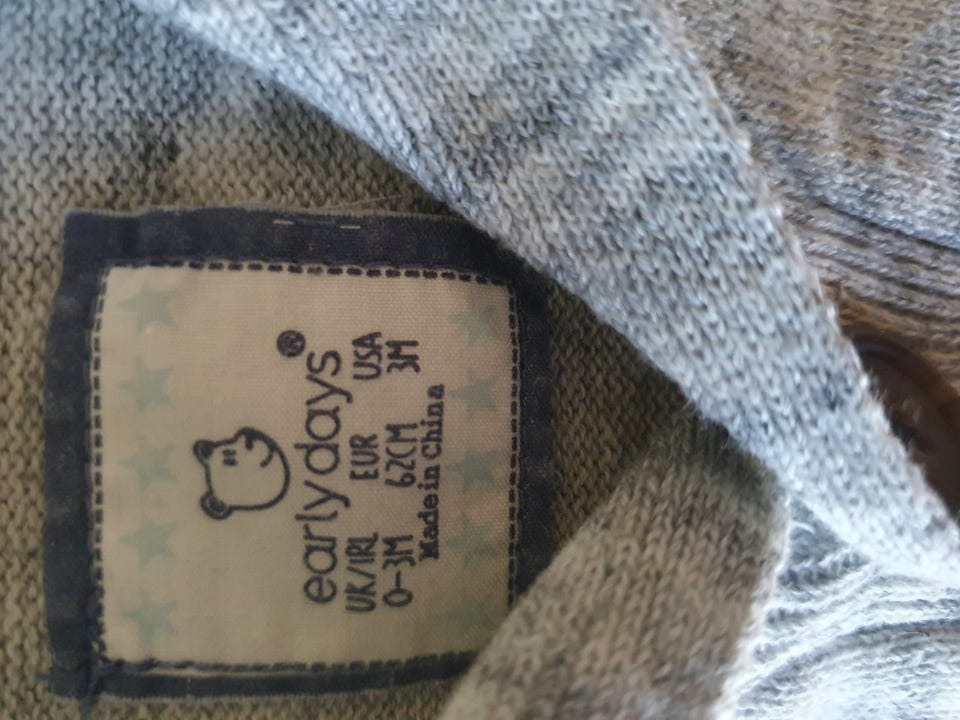 early days®
UK/IRL EUR USA
0-3M 62CM 3M
Made in China